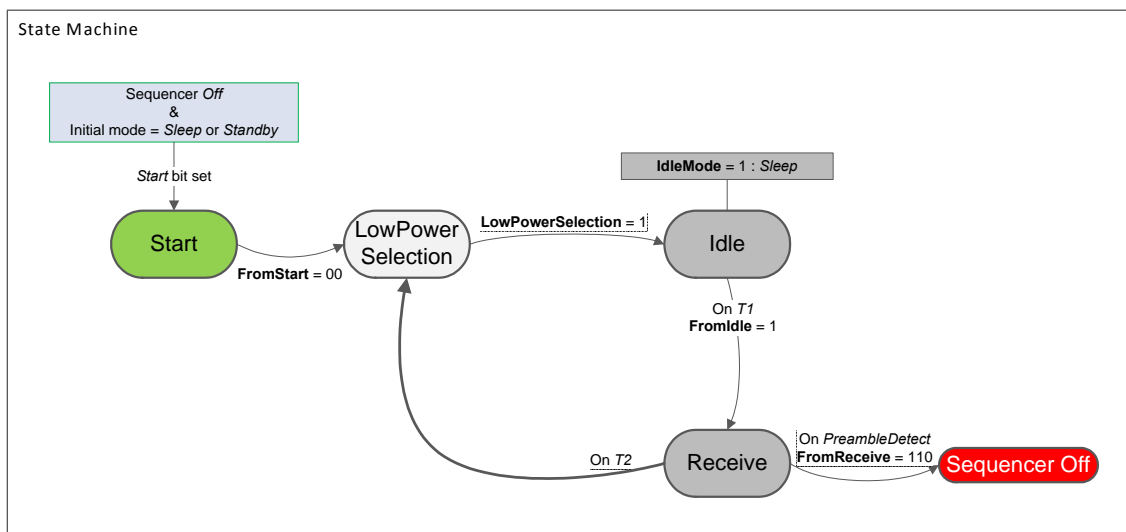 State Machine
Sequencer Off
&
Initial mode = Sleep or Standby
Start bit set
IdleMode = 1 : Sleep
Start
FromStart = 00
LowPower
Selection
LowPowerSelection = 1
Idle
On T1
FromIdle = 1
On T2
Receive
On PreambleDetect
FromReceive = 110
Sequencer Off